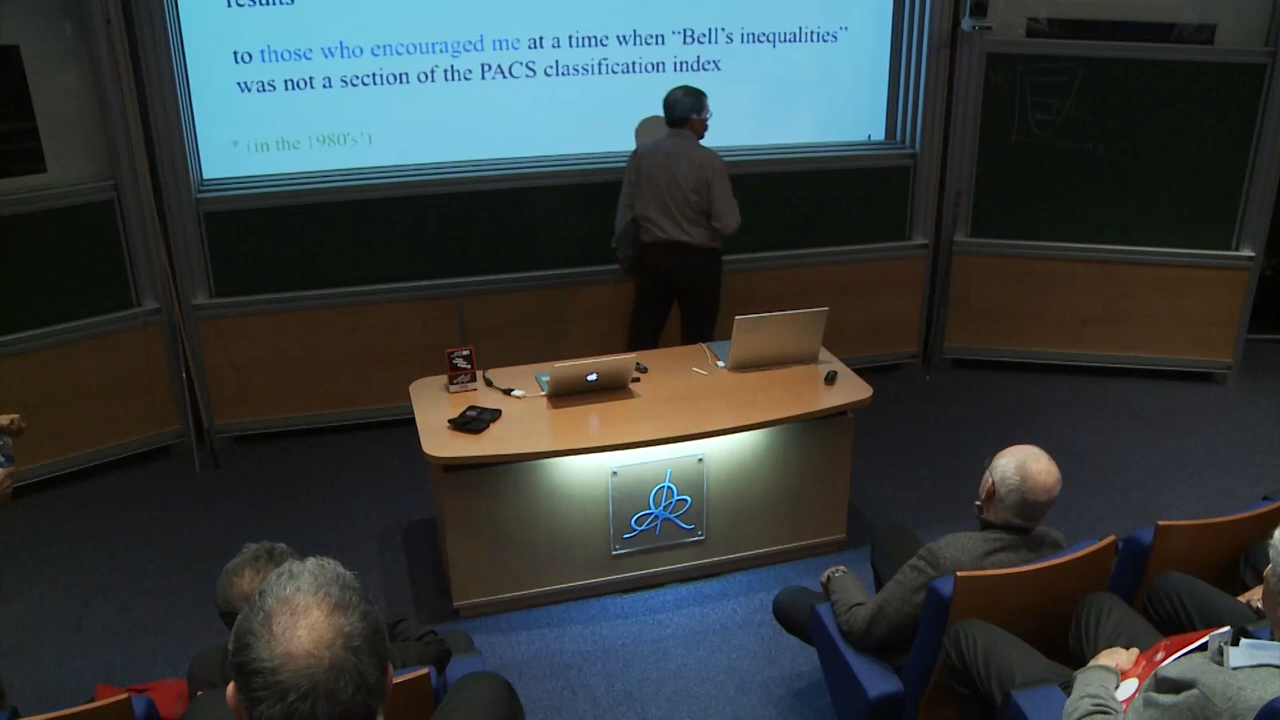 results
to those who encouraged me at a time when “Bell’s inequalities”
was not a section of the PACS classification index
* (in the 1980's!)